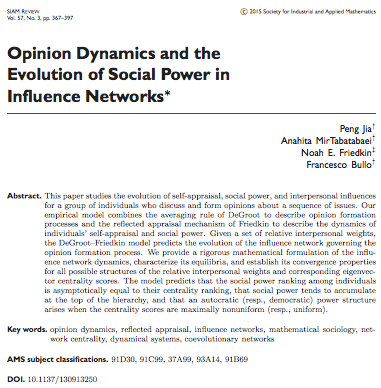 SIAM REVIEW
Vol. 57, No. 3, pp. 367–397
© 2015 Society for Industrial and Applied Mathematics
Opinion Dynamics and the
Evolution of Social Power in
Influence Networks*
Peng Jia†
Anahita MirTabatabaei†
Noah E. Friedkin‡
Francesco Bullo†
Abstract. This paper studies the evolution of self-appraisal, social power, and interpersonal influences
for a group of individuals who discuss and form opinions about a sequence of issues. Our
empirical model combines the averaging rule of DeGroot to describe opinion formation
processes and the reflected appraisal mechanism of Friedkin to describe the dynamics of
individuals' self-appraisal and social power. Given a set of relative interpersonal weights,
the DeGroot–Friedkin model predicts the evolution of the influence network governing the
opinion formation process. We provide a rigorous mathematical formulation of the influ-
ence network dynamics, characterize its equilibria, and establish its convergence properties
for all possible structures of the relative interpersonal weights and corresponding eigenvec-
tor centrality scores. The model predicts that the social power ranking among individuals
is asymptotically equal to their centrality ranking, that social power tends to accumulate
at the top of the hierarchy, and that an autocratic (resp., democratic) power structure
arises when the centrality scores are maximally nonuniform (resp., uniform).
Key words. opinion dynamics, reflected appraisal, influence networks, mathematical sociology, net-
work centrality, dynamical systems, coevolutionary networks
AMS subject classifications. 91D30, 91C99, 37A99, 93A14, 91B69
DOI. 10.1137/130913250